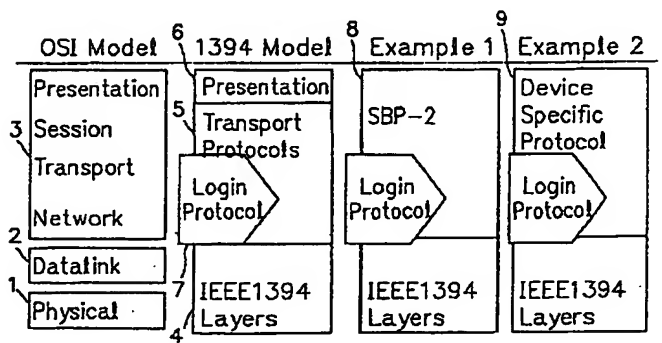 OSI Model 1394 Model Example 1 Example 2
6 8 9
Presentation
Session
Transport
Network
3
2
Datalink
1
Physical
Presentation
5
Transport
Protocols
Login
Protocol
7
4
IEEE1394
Layers
SBP-2
Login
Protocol
IEEE1394
Layers
Device
Specific
Protocol
Login
Protocol
IEEE1394
Layers